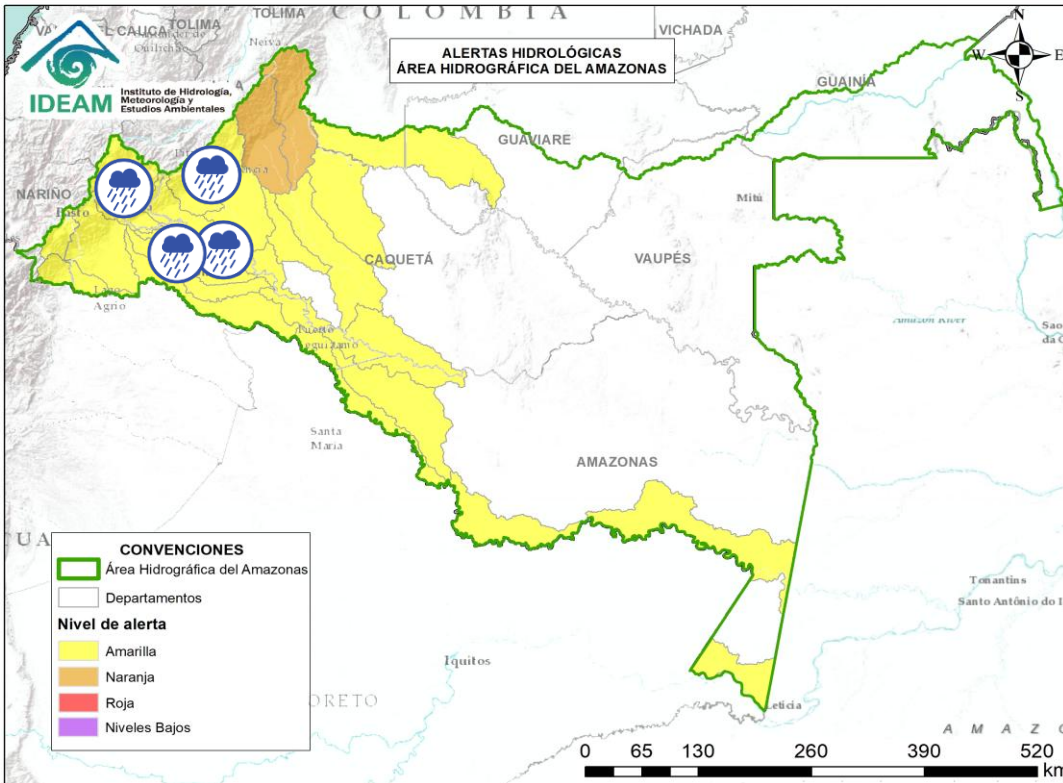 TOLIMA
COLOMBIA
TOLIMA
VICHADA
Neiva
IDEAM
Instituto de Hidrología,
Meteorología y
Estudios Ambientales
ALERTAS HIDROLÓGICAS
ÁREA HIDROGRÁFICA DEL AMAZONAS
N
W
E
S
GUAINÍA
GUAVIARE
NARIÑO
Mitú
CAQUETÁ
VAUPÉS
Lago
Agrio
Amazon River
Sao
da C
Puerto
Leguizamo
Santa
Maria
AMAZONAS
CONVENCIONES
Área Hidrográfica del Amazonas
Departamentos
Nivel de alerta
Amarilla
Naranja
Roja
Niveles Bajos
Tonantins
Santo Antônio do I
Iquitos
ORETO
Leticia
A M A Z O
0 65 130 260 390 520
km